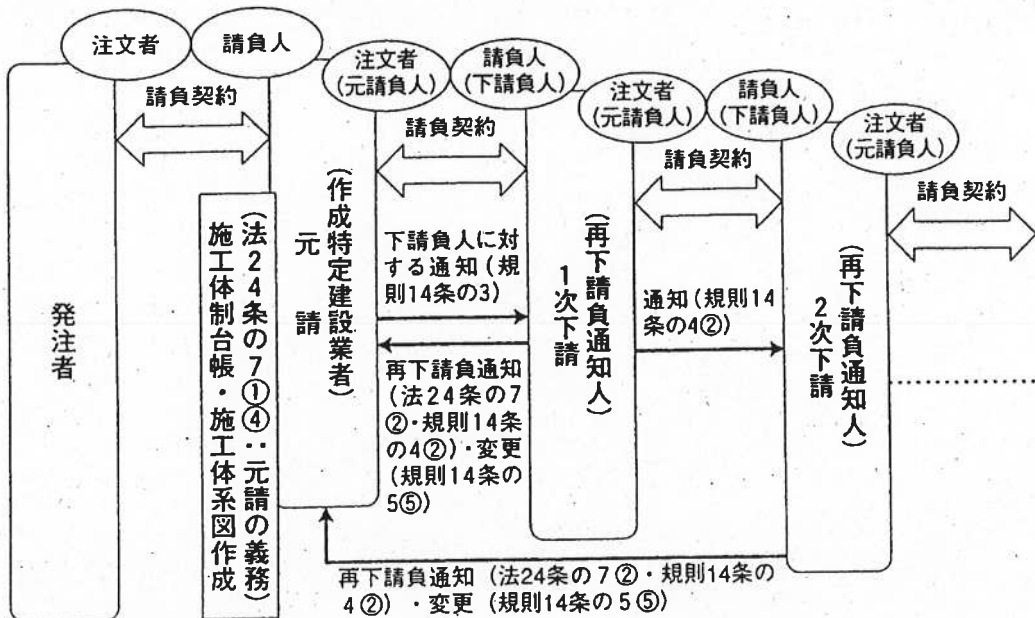 注文者
請負人
注文者
(元請負人)
請負人
(下請負人)
注文者
(元請負人)
請負人
(下請負人)
注文者
(元請負人)
請負契約
請負契約
請負契約
請負契約
発注者
(法24条の7①④‥元請の義務)
施工体制台帳・施工体系図作成
(作成特定建設業者)
元請
下請負人に対
する通知(規
則14条の3)
再下請負通知
(法24条の7
②・規則14条
の4②)・変更
(規則14条の
5⑤)
(再下請負通知人)
1次下請
通知(規則14
条の4②)
(再下請負通知人)
2次下請
再下請負通知(法24条の7②・規則14条の
4②)・変更(規則14条の5⑤)